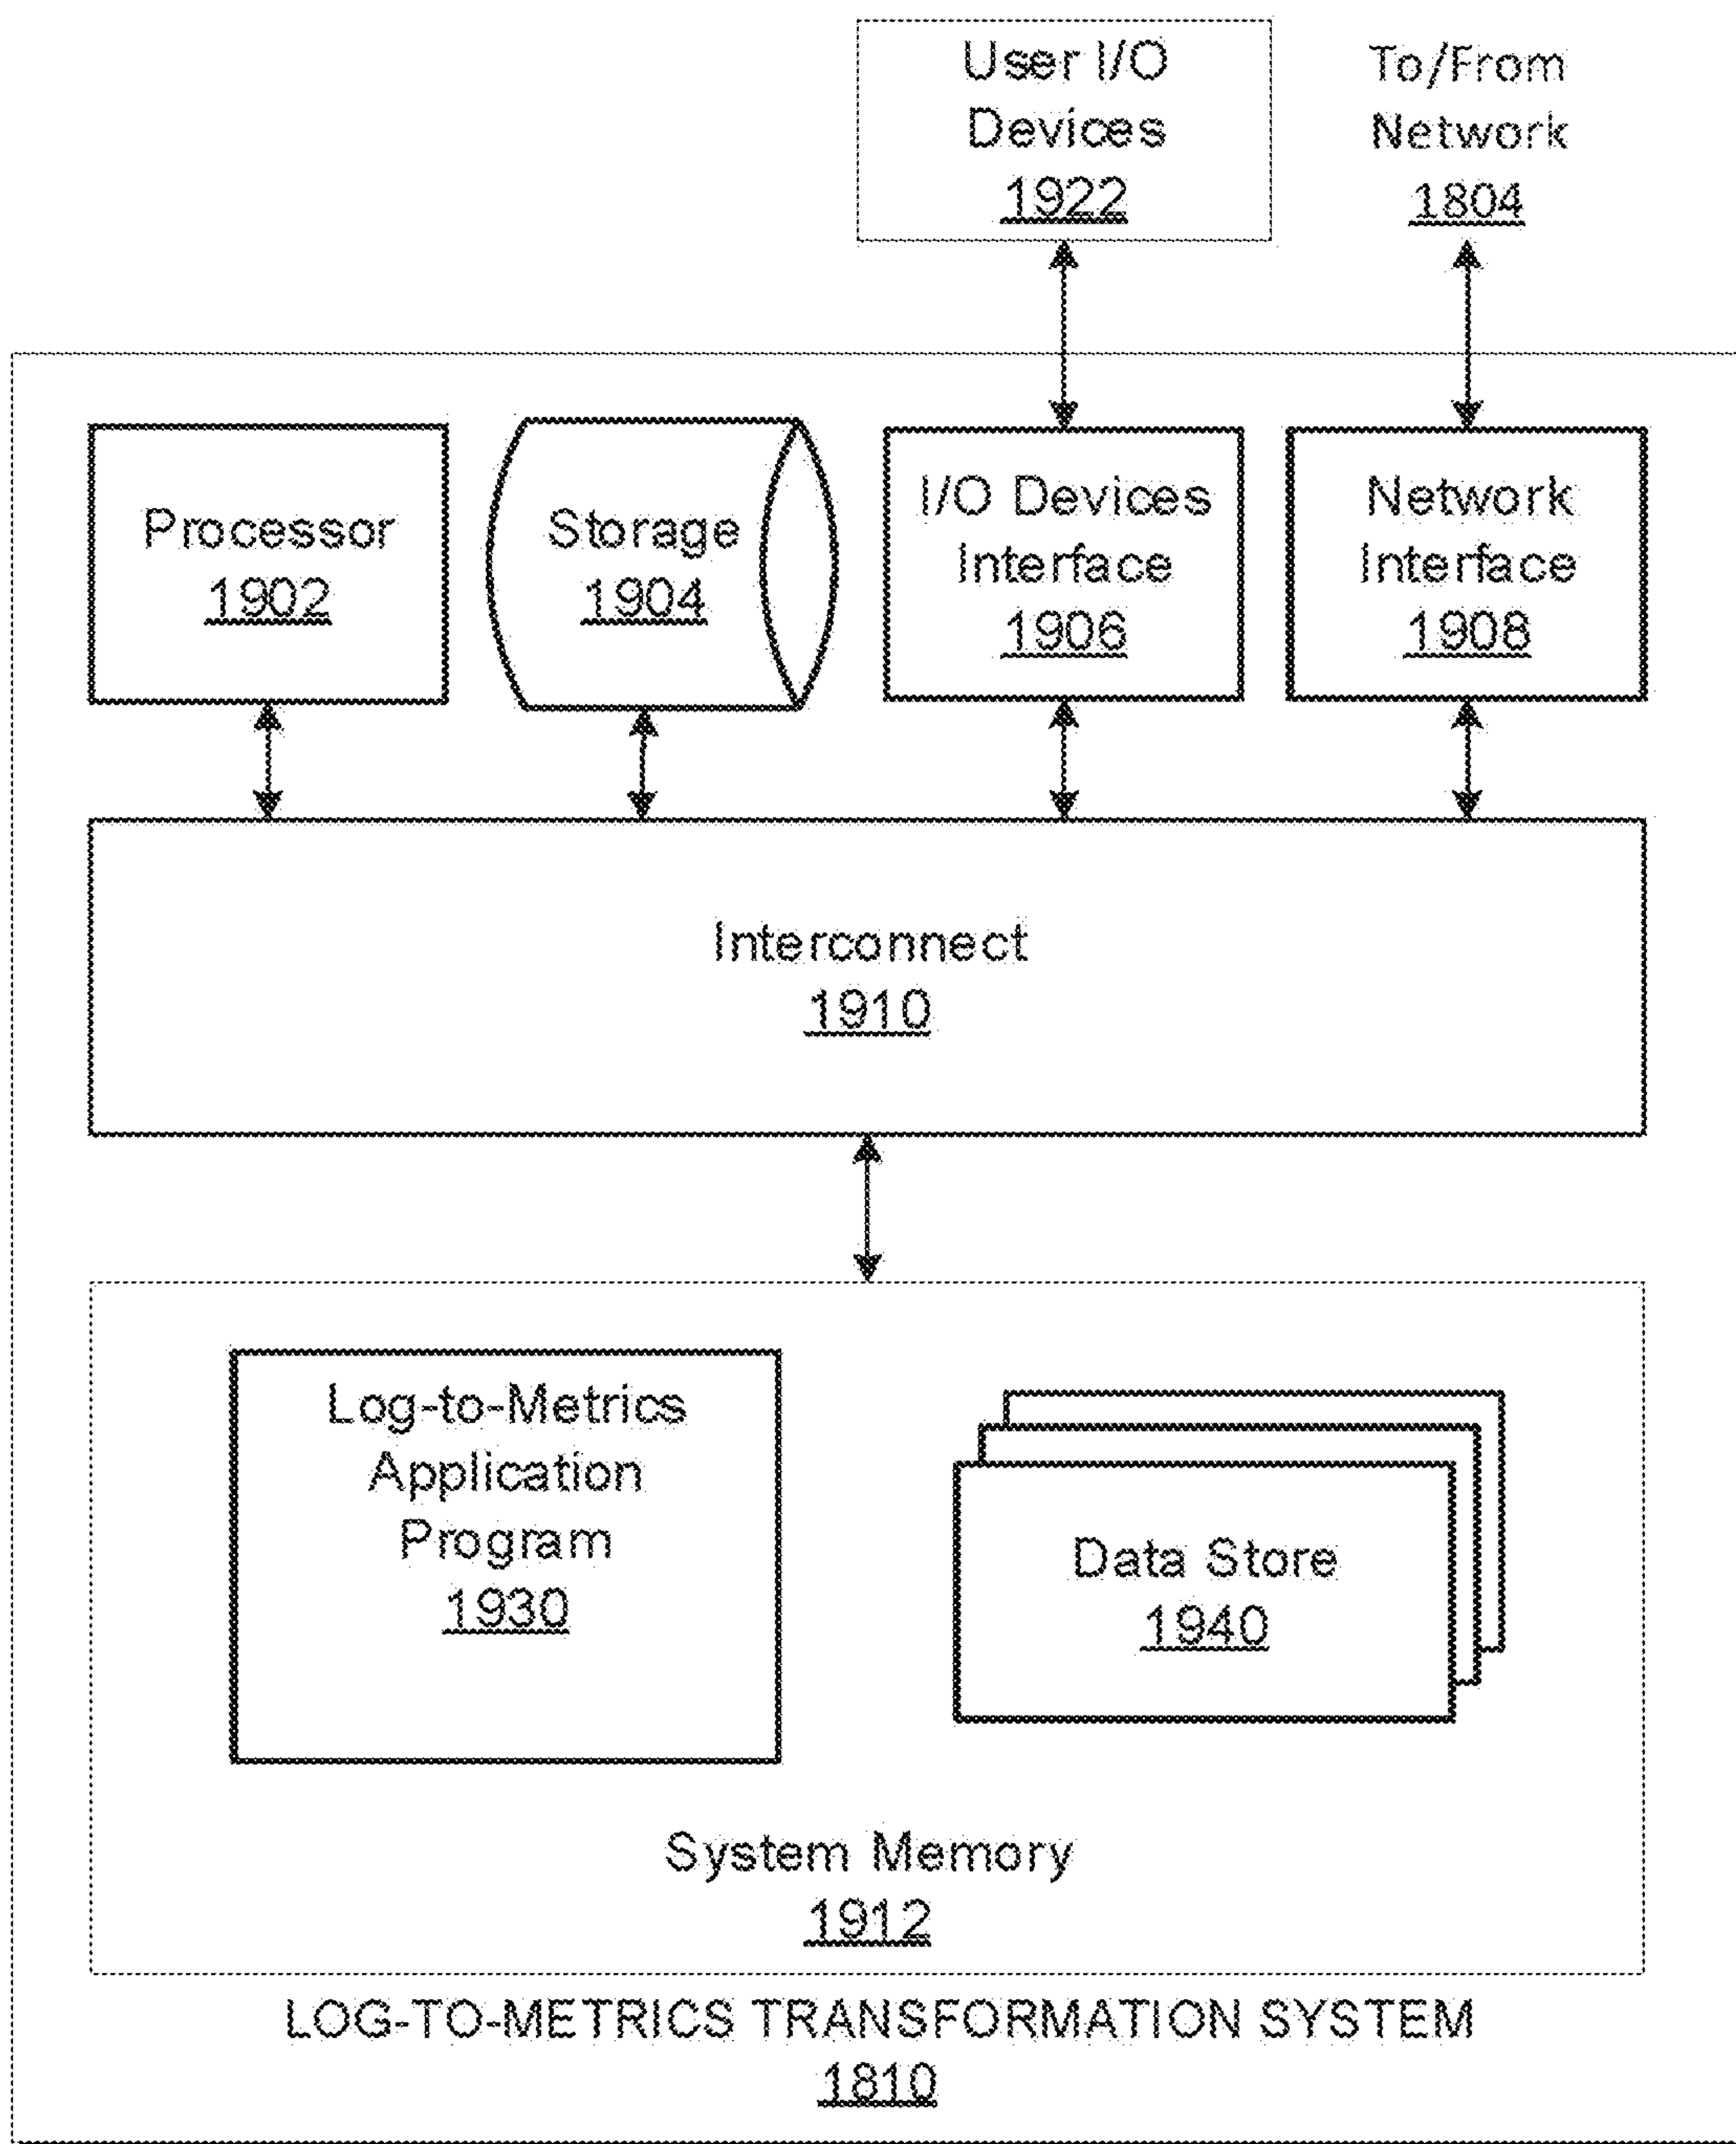 User I/O
Devices
1922
To/From
Network
1804
Processor
1902
Storage
1904
I/O Devices
Interface
1906
Network
Interface
1908
Interconnect
1910
Log-to-Metrics
Application
Program
1930
Data Store
1940
System Memory
1912
LOG-TO-METRICS TRANSFORMATION SYSTEM
1810